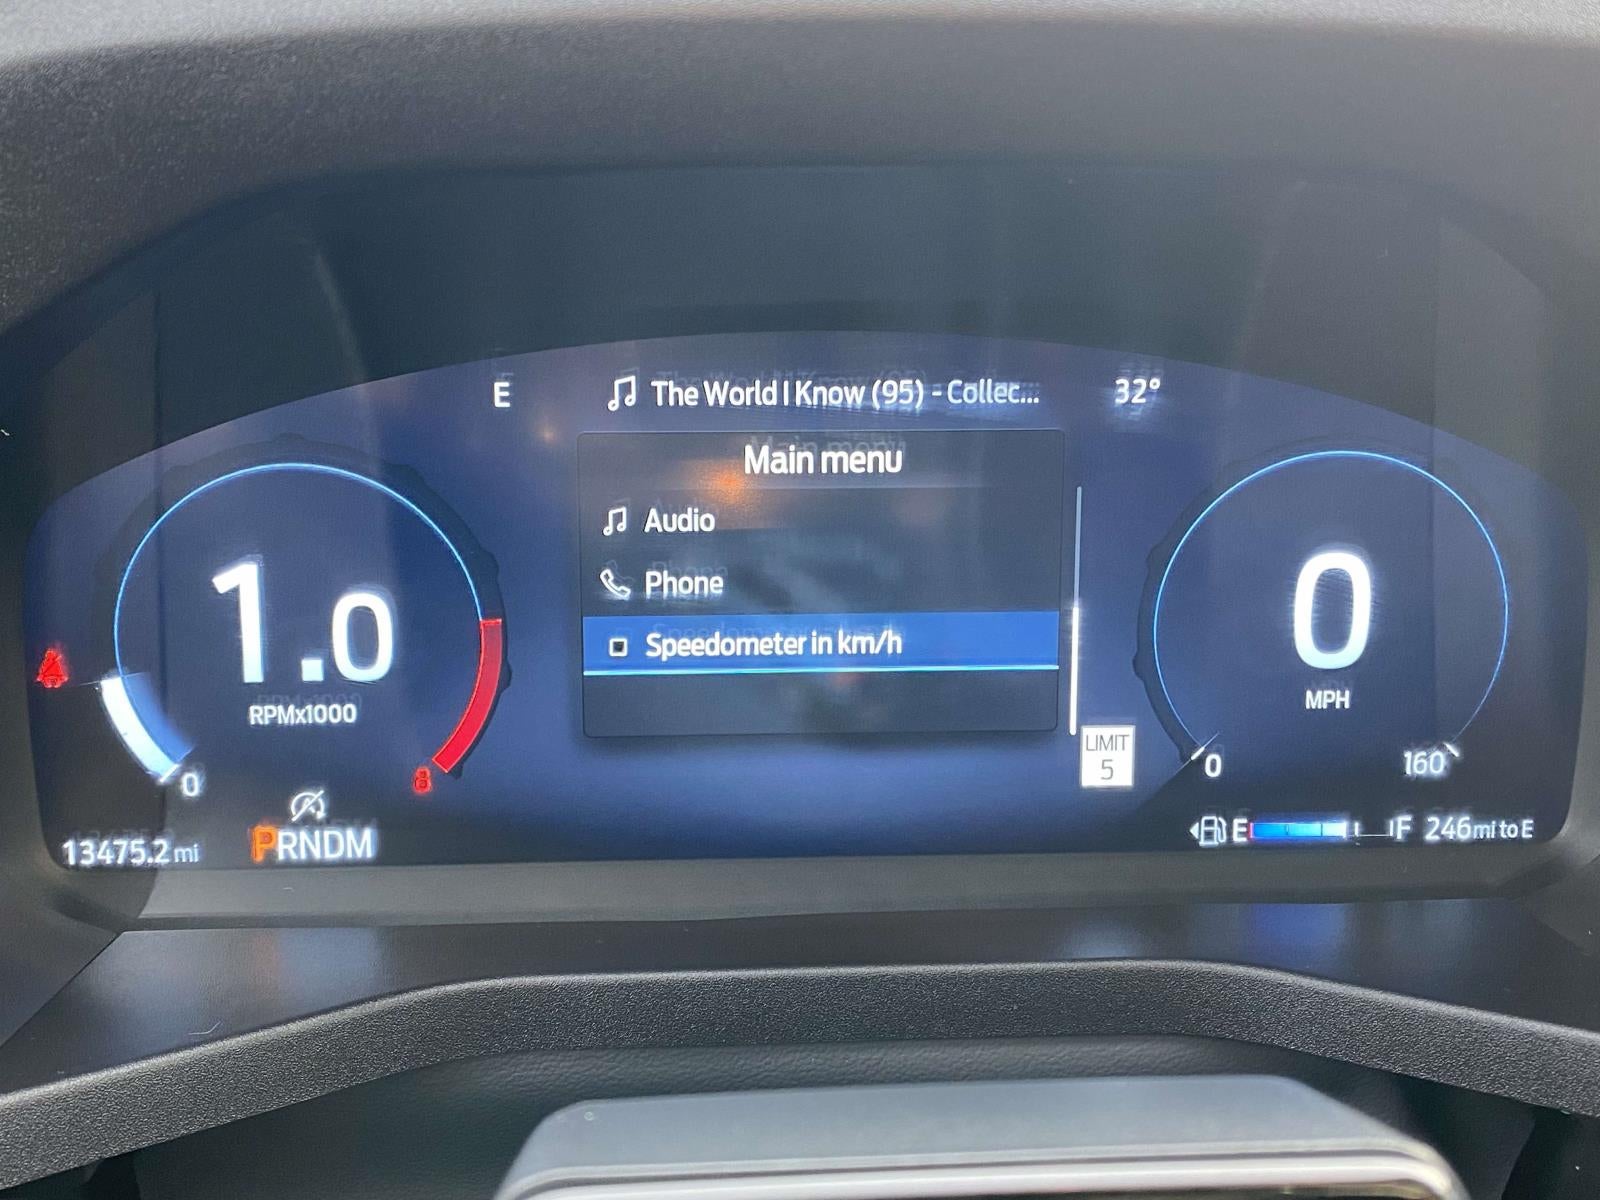 E
The World I Know (95) - Collec...
32°
Main menu
Audio
Phone
Speedometer in km/h
1.0
RPMx1000
0
8
0
MPH
0
160
LIMIT
5
13475.2 mi
PRNDM
E F 246 mi to E